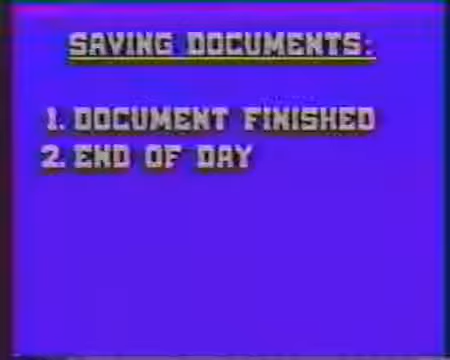 SAVING DOCUMENTS:
1. DOCUMENT FINISHED
2. END OF DAY